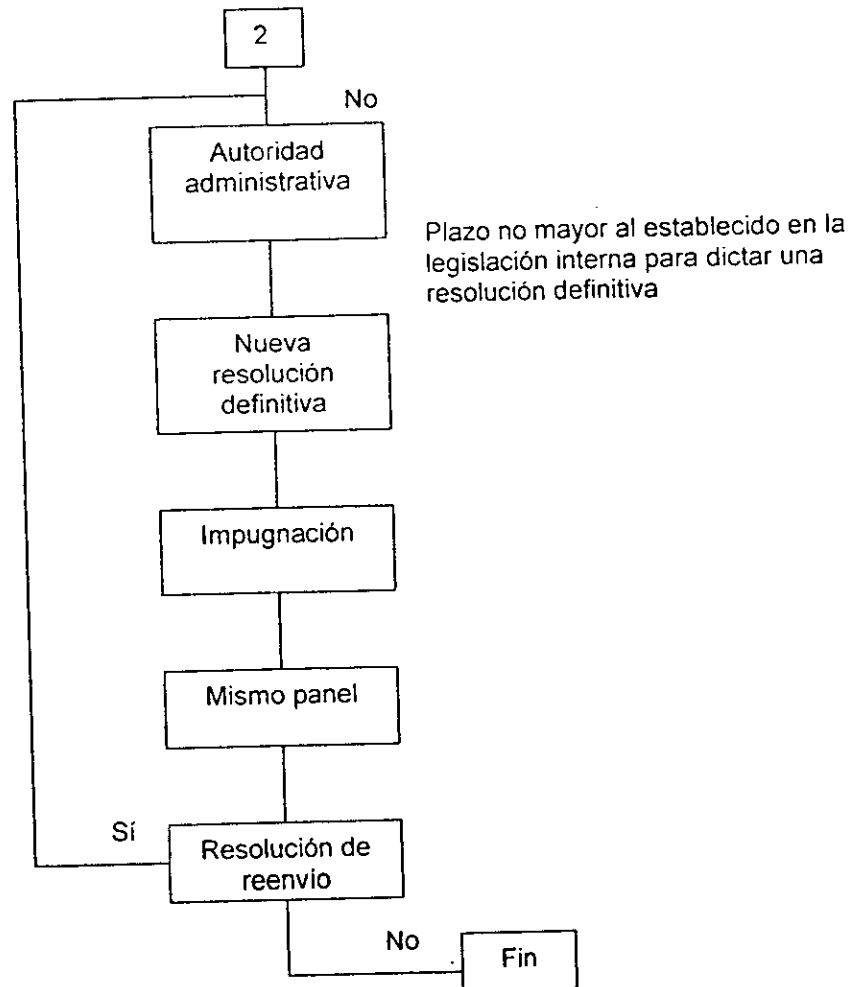 2
No
Autoridad
administrativa
Plazo no mayor al establecido en la
legislación interna para dictar una
resolución definitiva
Nueva
resolución
definitiva
Impugnación
Mismo panel
Sí
Resolución de
reenvio
No
Fin